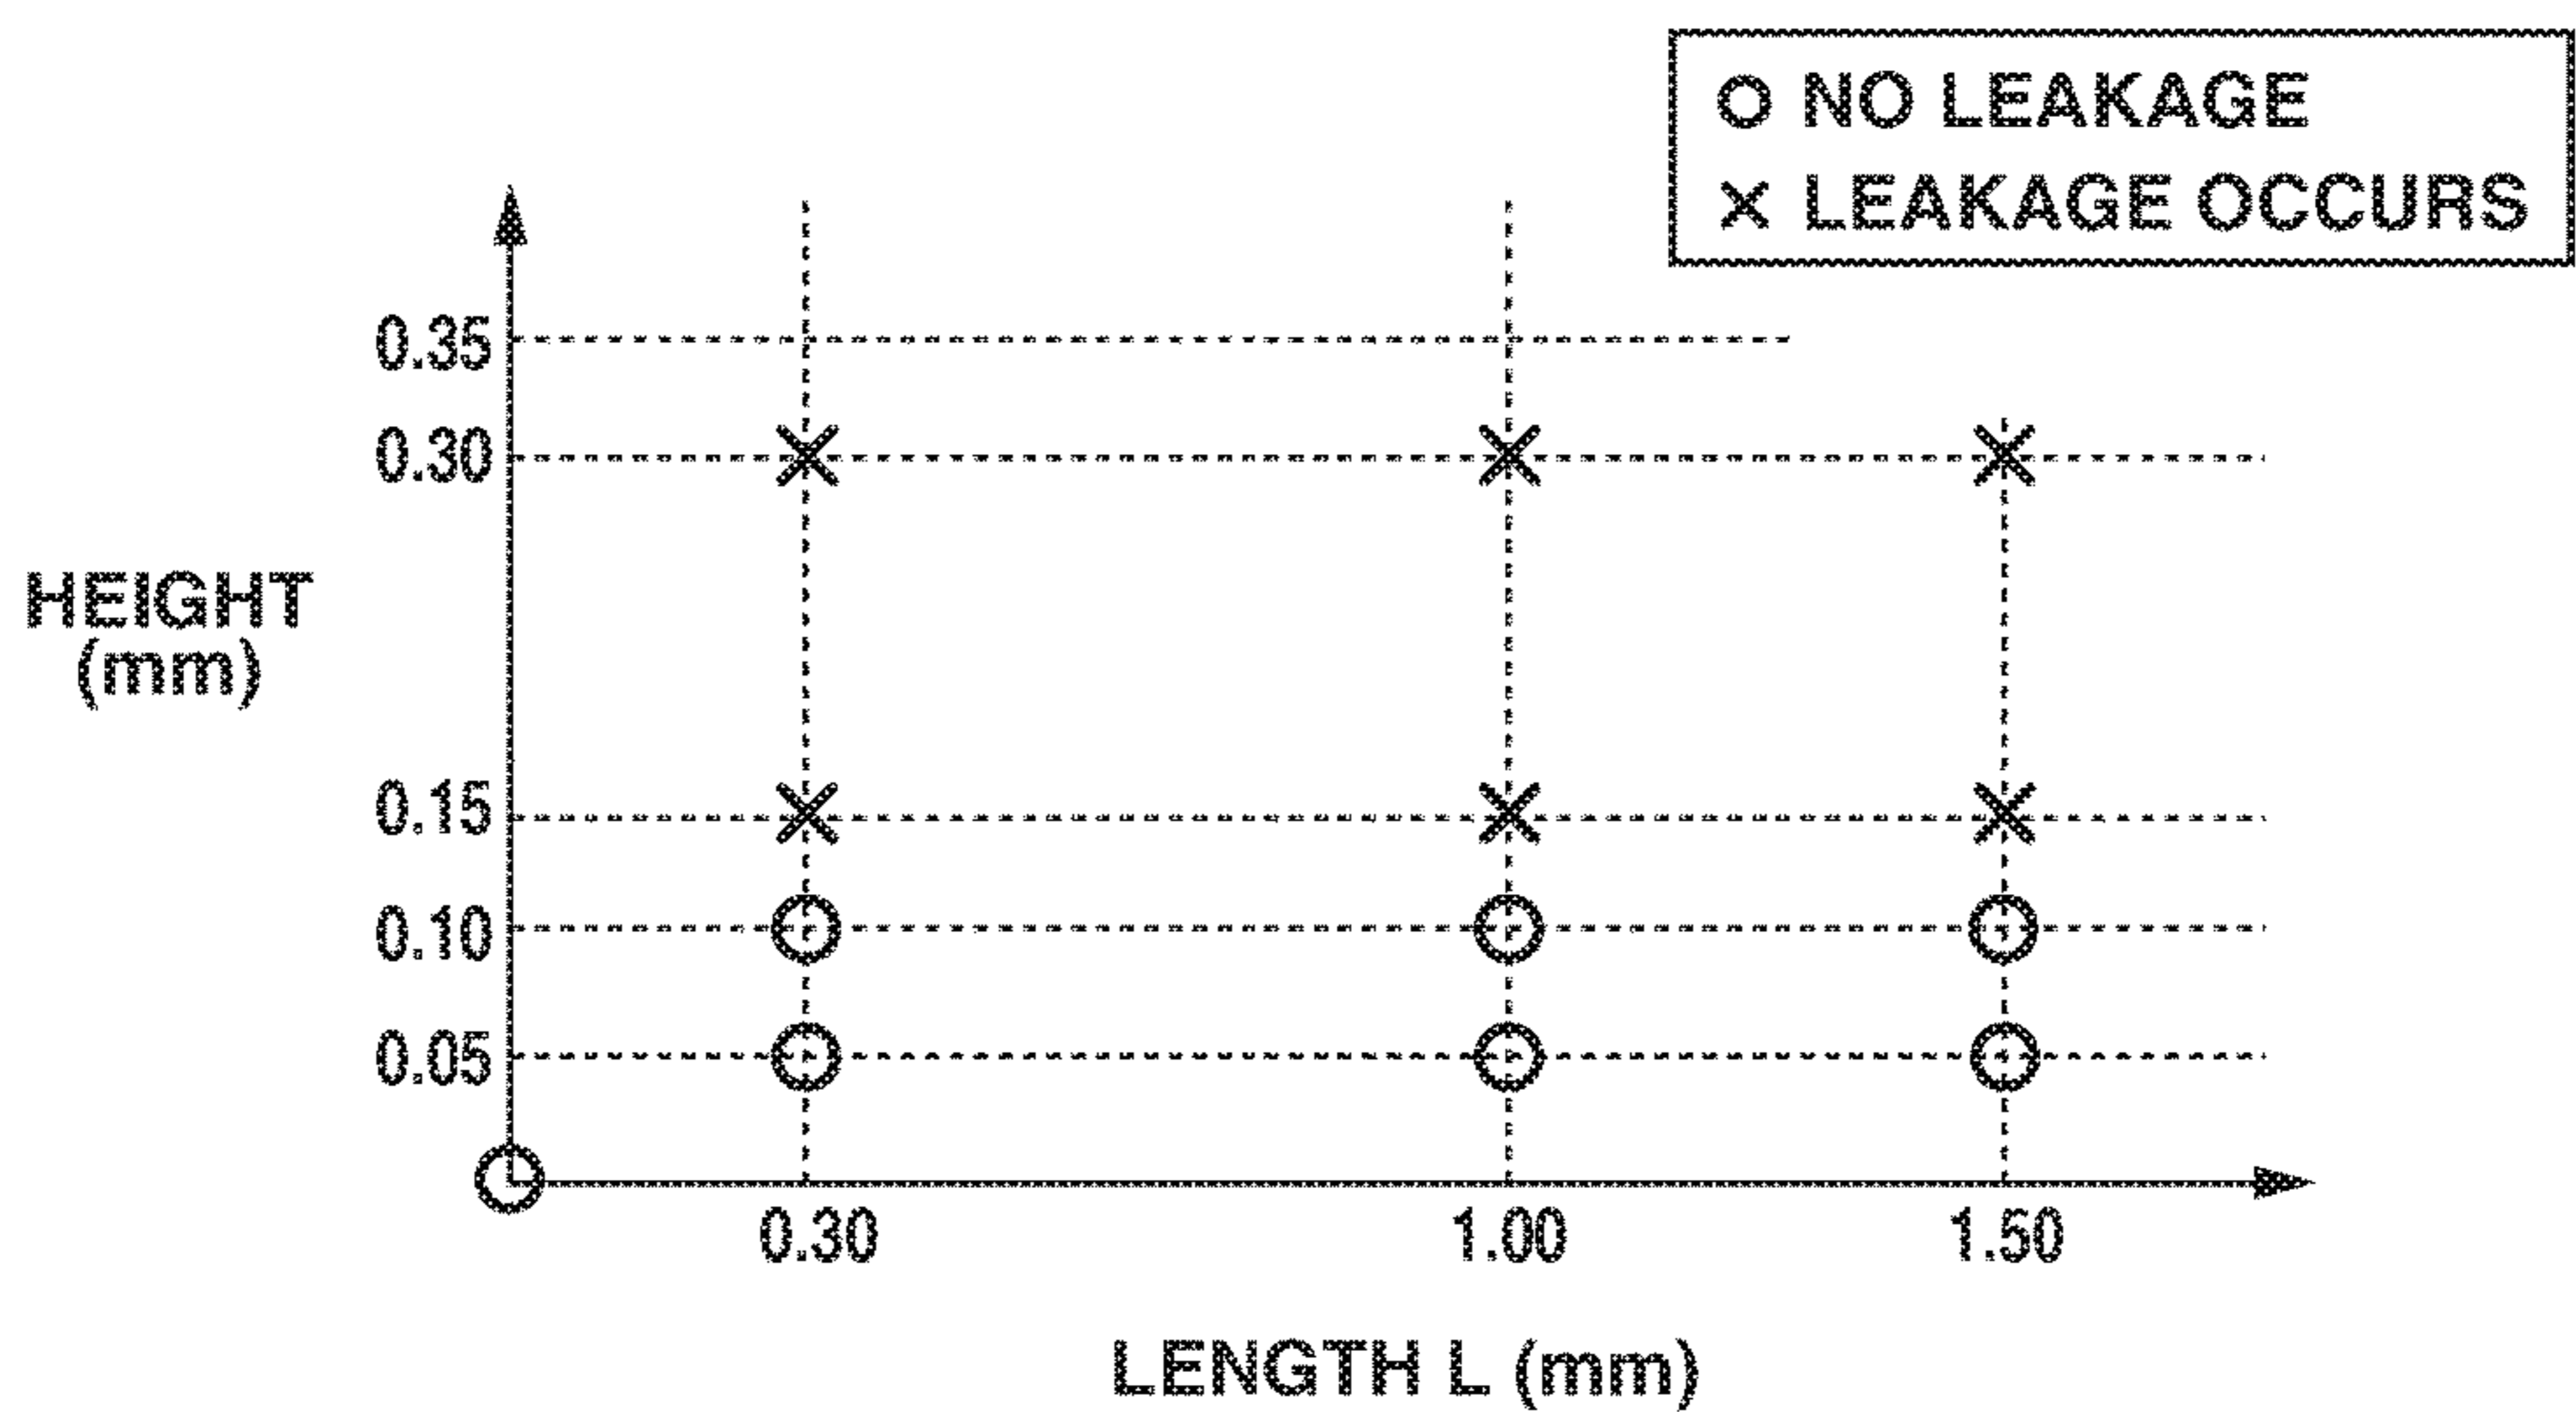 O NO LEAKAGE
× LEAKAGE OCCURS
0.35
0.30
HEIGHT
(mm)
0.15
0.10
0.05
0.30 1.00 1.50
LENGTH L (mm)